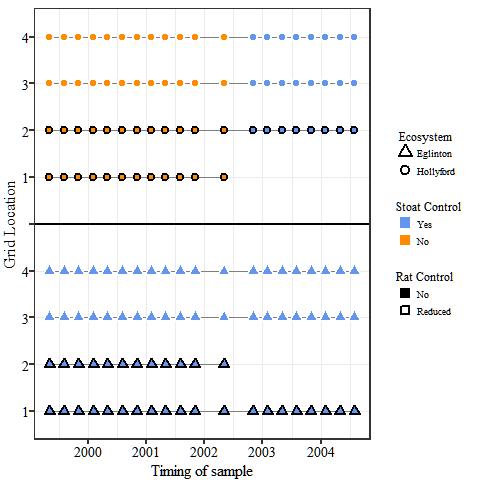 4
3
2
1
4
3
2
1
Grid Location
2000 2001 2002 2003 2004
Timing of sample
Ecosystem
Eglinton
Hollyford
Stoat Control
Yes
No
Rat Control
No
Reduced